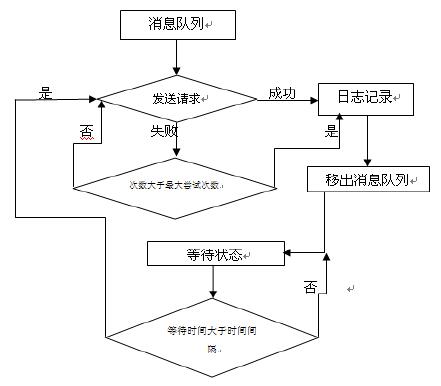 消息队列
是
发送请求
成功
日志记录
否
失败
是
次数大于最大尝试次数
移出消息队列
等待状态
否
等待时间大于时间间
隔